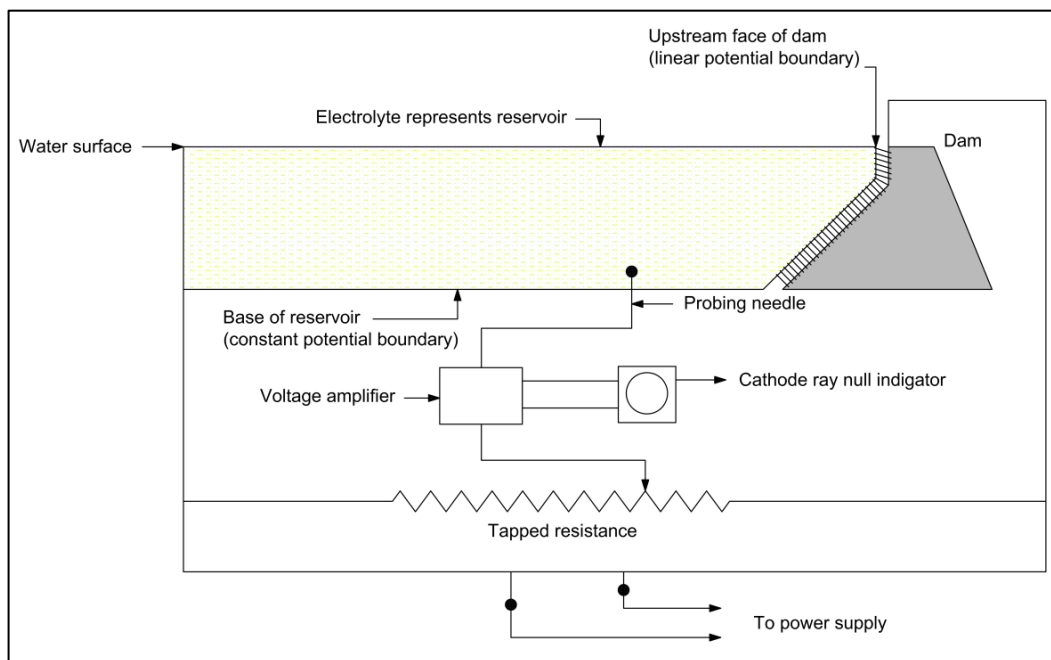 Upstream face of dam
(linear potential boundary)
Electrolyte represents reservoir
Water surface
Dam
Probing needle
Base of reservoir
(constant potential boundary)
Voltage amplifier
Cathode ray null indigator
Tapped resistance
To power supply